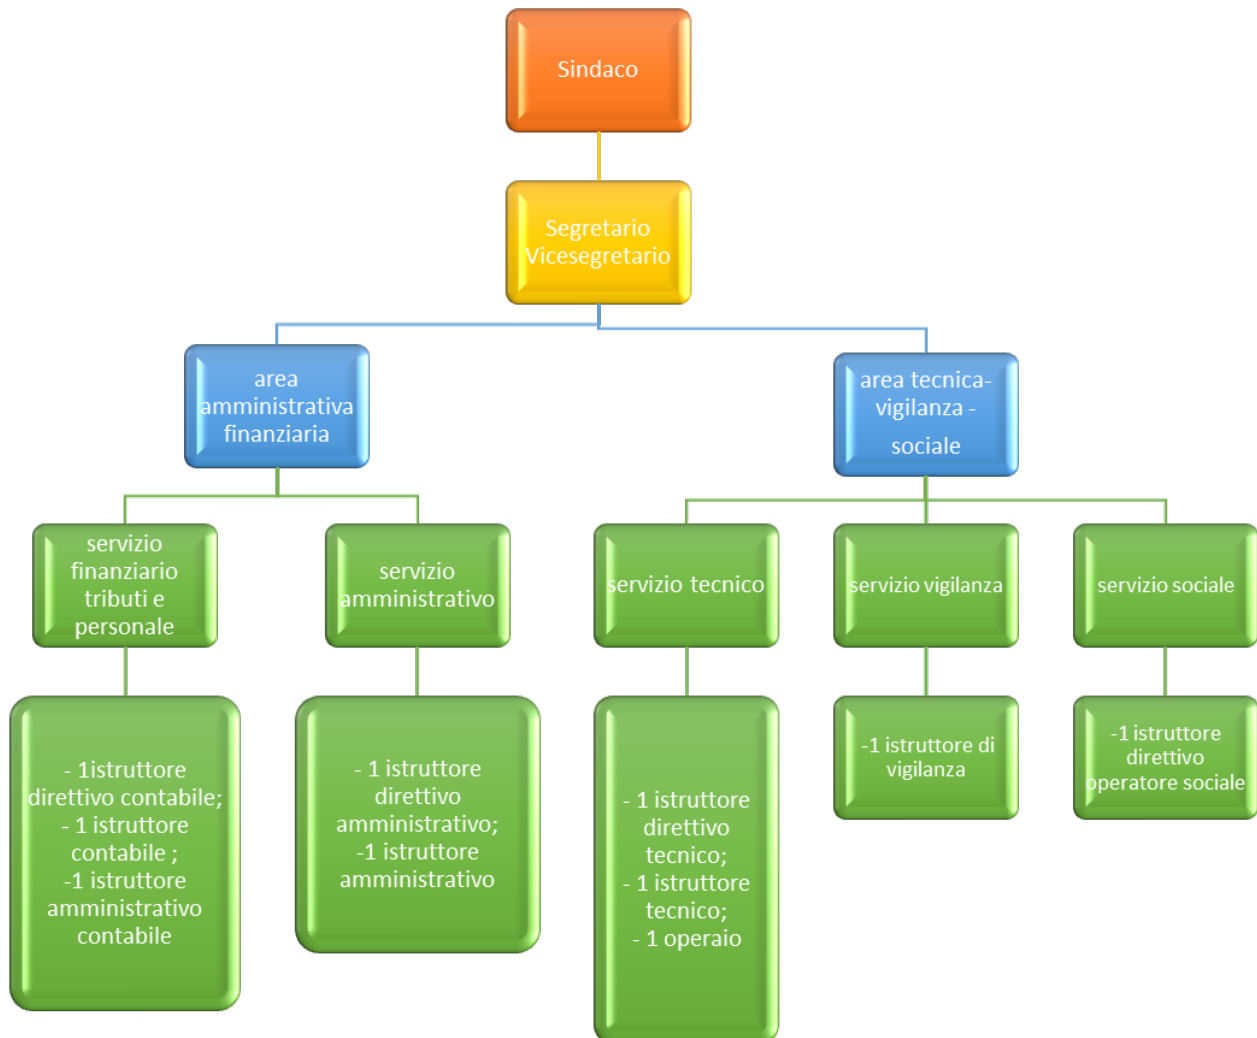 Sindaco
Segretario
Vicesegretario
area
amministrativa
finanziaria
area tecnica-
vigilanza -
sociale
servizio
finanziario
tributi e
personale
servizio
amministrativo
servizio tecnico
servizio vigilanza
servizio sociale
- 1istruttore
direttivo contabile;
- 1 istruttore
contabile ;
-1 istruttore
amministrativo
contabile
- 1 istruttore
direttivo
amministrativo;
-1 istruttore
amministrativo
- 1 istruttore
direttivo
tecnico;
- 1 istruttore
tecnico;
- 1 operaio
-1 istruttore di
vigilanza
-1 istruttore
direttivo
operatore sociale